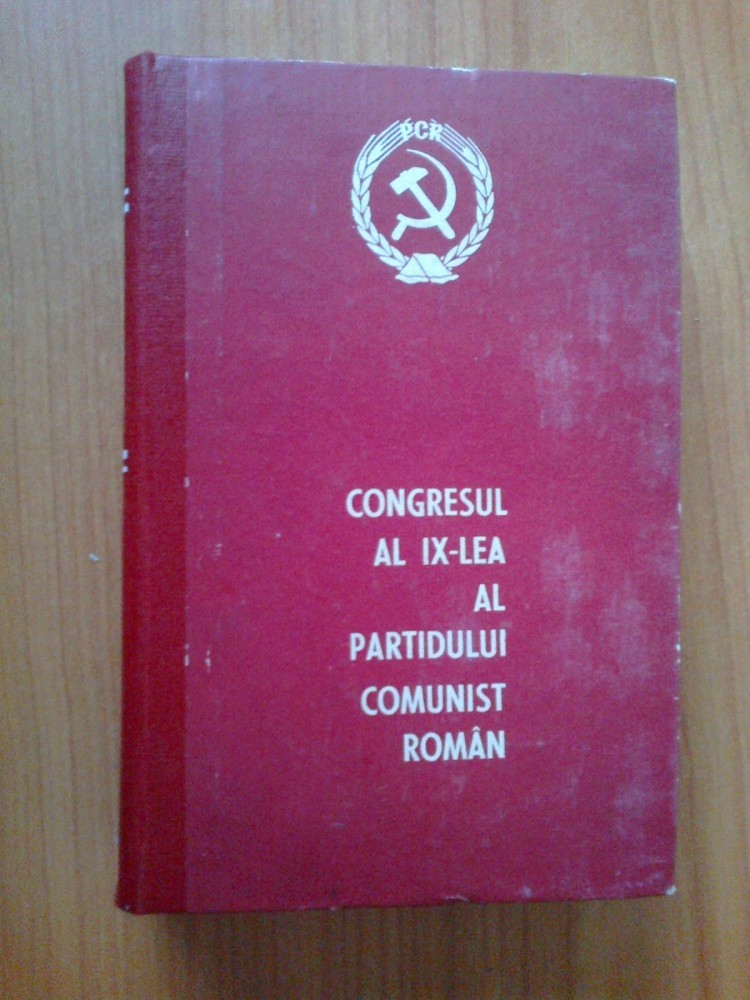 PCR
CONGRESUL
AL IX-LEA
AL
PARTIDULUI
COMUNIST
ROMÂN